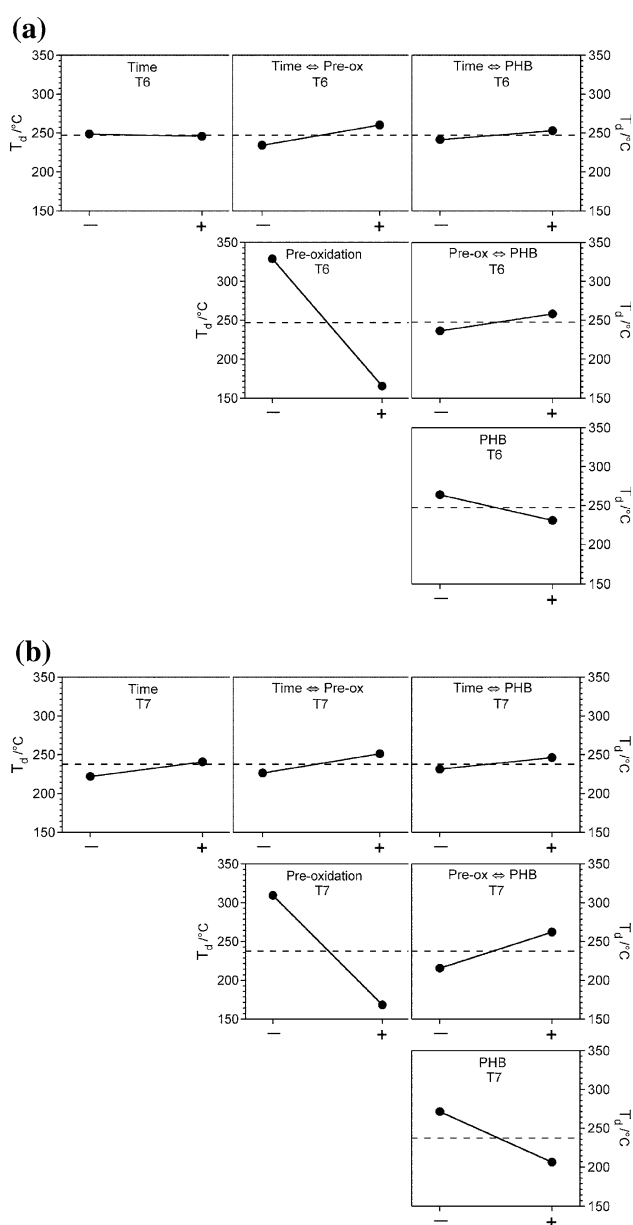 (a)
350
300
250
200
150
T_d /°C
Time
T6
Time ⇔ Pre-ox
T6
Time ⇔ PHB
T6
350
300
250
200
150
T_d /°C
— +
— +
— +
350
300
250
200
150
T_d /°C
Pre-oxidation
T6
Pre-ox ⇔ PHB
T6
350
300
250
200
150
T_d /°C
— +
— +
PHB
T6
350
300
250
200
150
T_d /°C
— +
(b)
350
300
250
200
150
T_d /°C
Time
T7
Time ⇔ Pre-ox
T7
Time ⇔ PHB
T7
350
300
250
200
150
T_d /°C
— +
— +
— +
350
300
250
200
150
T_d /°C
Pre-oxidation
T7
Pre-ox ⇔ PHB
T7
350
300
250
200
150
T_d /°C
— +
— +
PHB
T7
350
300
250
200
150
T_d /°C
— +